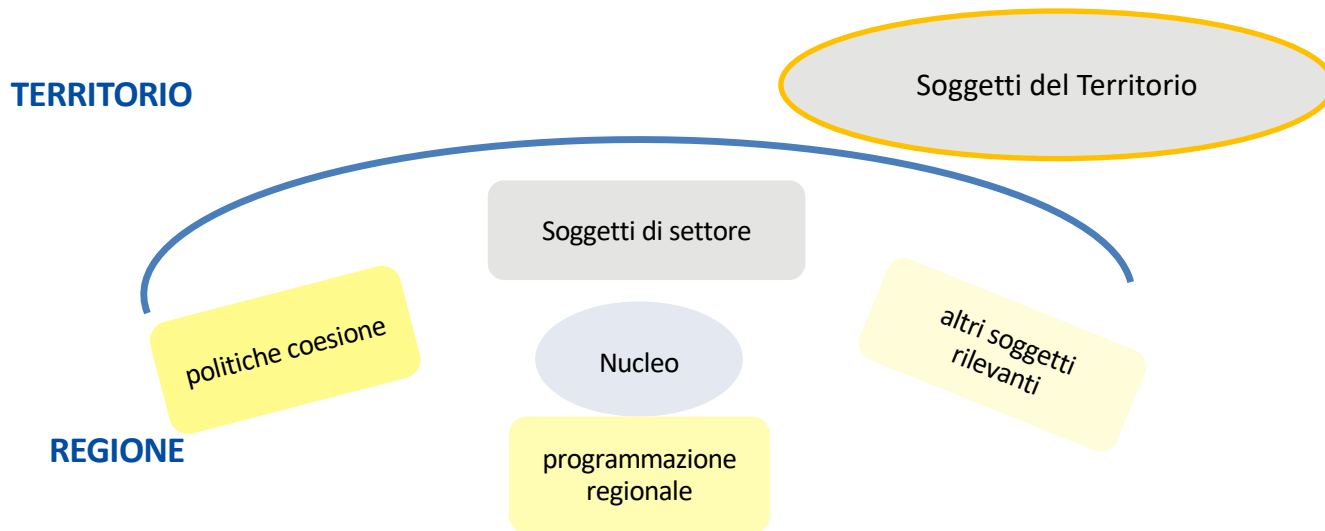 Soggetti del Territorio
TERRITORIO
Soggetti di settore
politiche coesione
altri soggetti
rilevanti
Nucleo
REGIONE
programmazione
regionale